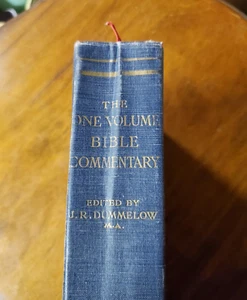 THE
ONE VOLUME
BIBLE
COMMENTARY
EDITED BY
J. R. DUMMELOW
M.A.